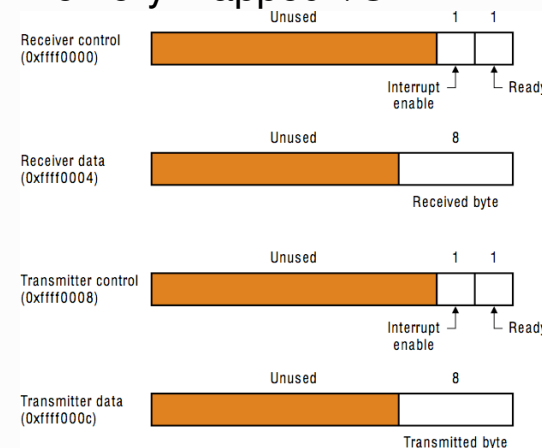 Unused 1 1
Receiver control
(0xffff0000)
Interrupt
enable
Ready
Unused 8
Receiver data
(0xffff0004)
Received byte
Unused 1 1
Transmitter control
(0xffff0008)
Interrupt
enable
Ready
Unused 8
Transmitter data
(0xffff000c)
Transmitted byte